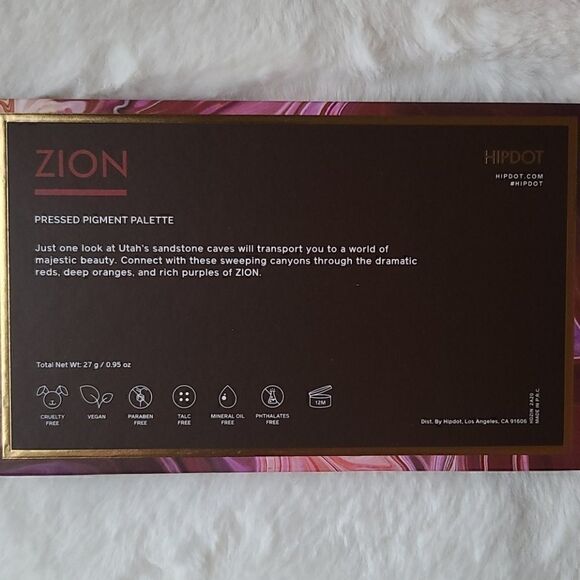 ZION
HIPDOT
HIPDOT.COM
#HIPDOT
PRESSED PIGMENT PALETTE
Just one look at Utah's sandstone caves will transport you to a world of
majestic beauty. Connect with these sweeping canyons through the dramatic
reds, deep oranges, and rich purples of ZION.
Total Net Wt: 27 g / 0.95 oz
CRUELTY
FREE
VEGAN
PARABEN
FREE
TALC
FREE
MINERAL OIL
FREE
PHTHALATES
FREE
12M
Dist. By Hipdot, Los Angeles, CA 91606
MADE IN P.R.C.